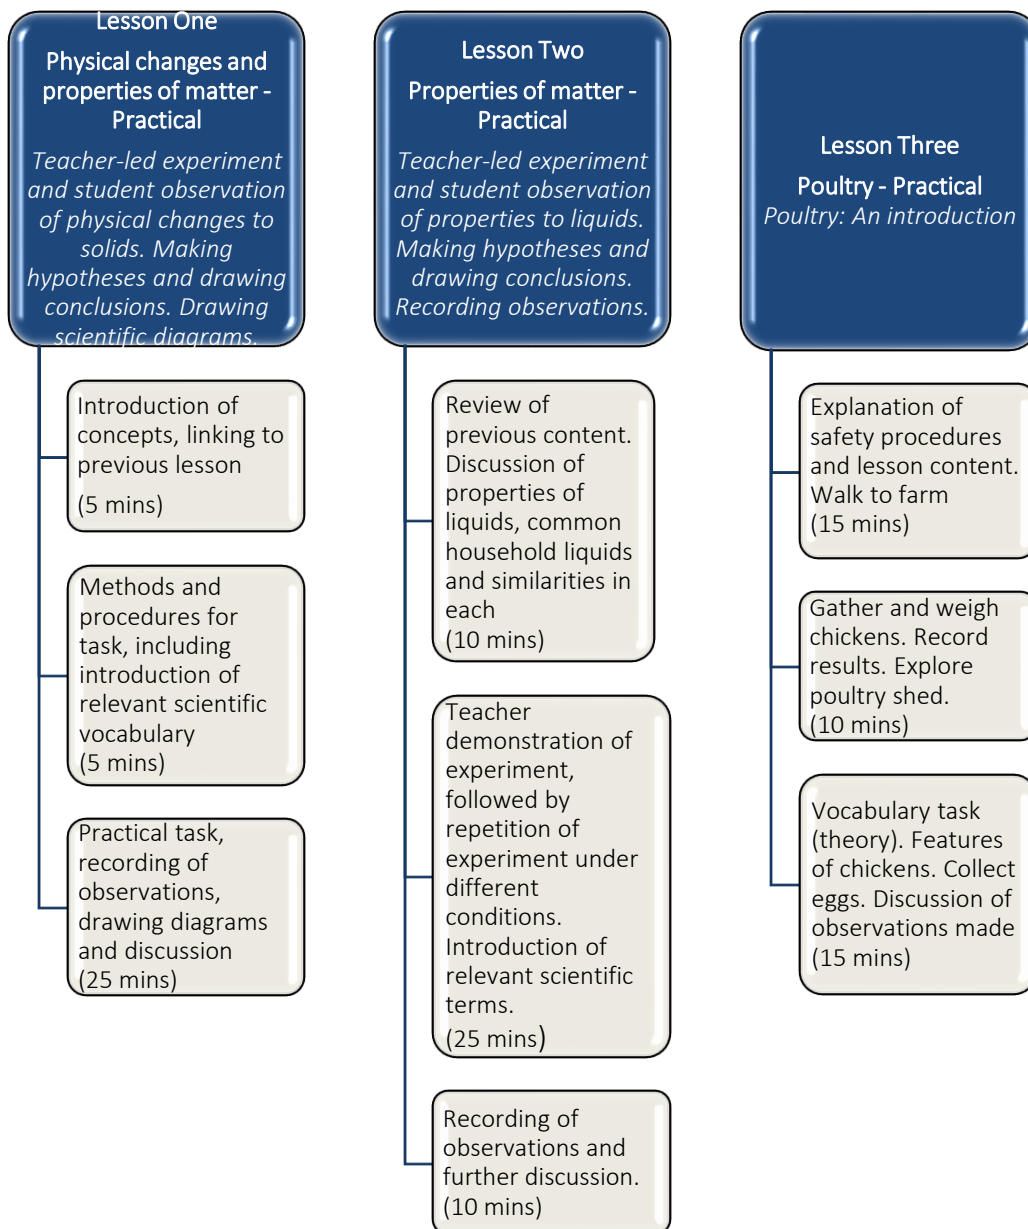 Lesson One
Physical changes and
properties of matter -
Practical
Teacher-led experiment
and student observation
of physical changes to
solids. Making
hypotheses and drawing
conclusions. Drawing
scientific diagrams.
Introduction of
concepts, linking to
previous lesson
(5 mins)
Methods and
procedures for
task, including
introduction of
relevant scientific
vocabulary
(5 mins)
Practical task,
recording of
observations,
drawing diagrams
and discussion
(25 mins)
Lesson Two
Properties of matter -
Practical
Teacher-led experiment
and student observation
of properties to liquids.
Making hypotheses and
drawing conclusions.
Recording observations.
Review of
previous content.
Discussion of
properties of
liquids, common
household liquids
and similarities in
each
(10 mins)
Teacher
demonstration of
experiment,
followed by
repetition of
experiment under
different
conditions.
Introduction of
relevant scientific
terms.
(25 mins)
Recording of
observations and
further discussion.
(10 mins)
Lesson Three
Poultry - Practical
Poultry: An introduction
Explanation of
safety procedures
and lesson content.
Walk to farm
(15 mins)
Gather and weigh
chickens. Record
results. Explore
poultry shed.
(10 mins)
Vocabulary task
(theory). Features
of chickens. Collect
eggs. Discussion of
observations made
(15 mins)